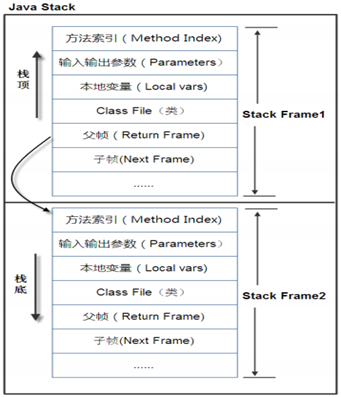 Java Stack
方法索引 ( Method Index)
输入输出参数 ( Parameters)
本地变量 ( Local vars)
Class File (类)
父帧 ( Return Frame)
子帧(Next Frame)
......
栈顶
Stack Frame1
方法索引 ( Method Index)
输入输出参数 ( Parameters)
本地变量 ( Local vars)
Class File (类)
父帧 ( Return Frame)
子帧(Next Frame)
......
栈底
Stack Frame2